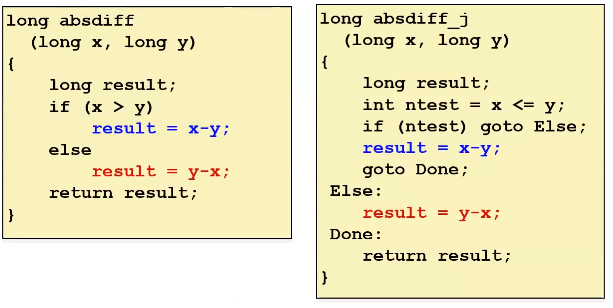 long absdiff
  (long x, long y)
{
    long result;
    if (x > y)
        result = x-y;
    else
        result = y-x;
    return result;
}
long absdiff_j
  (long x, long y)
{
    long result;
    int ntest = x <= y;
    if (ntest) goto Else;
    result = x-y;
    goto Done;
 Else:
    result = y-x;
 Done:
    return result;
}